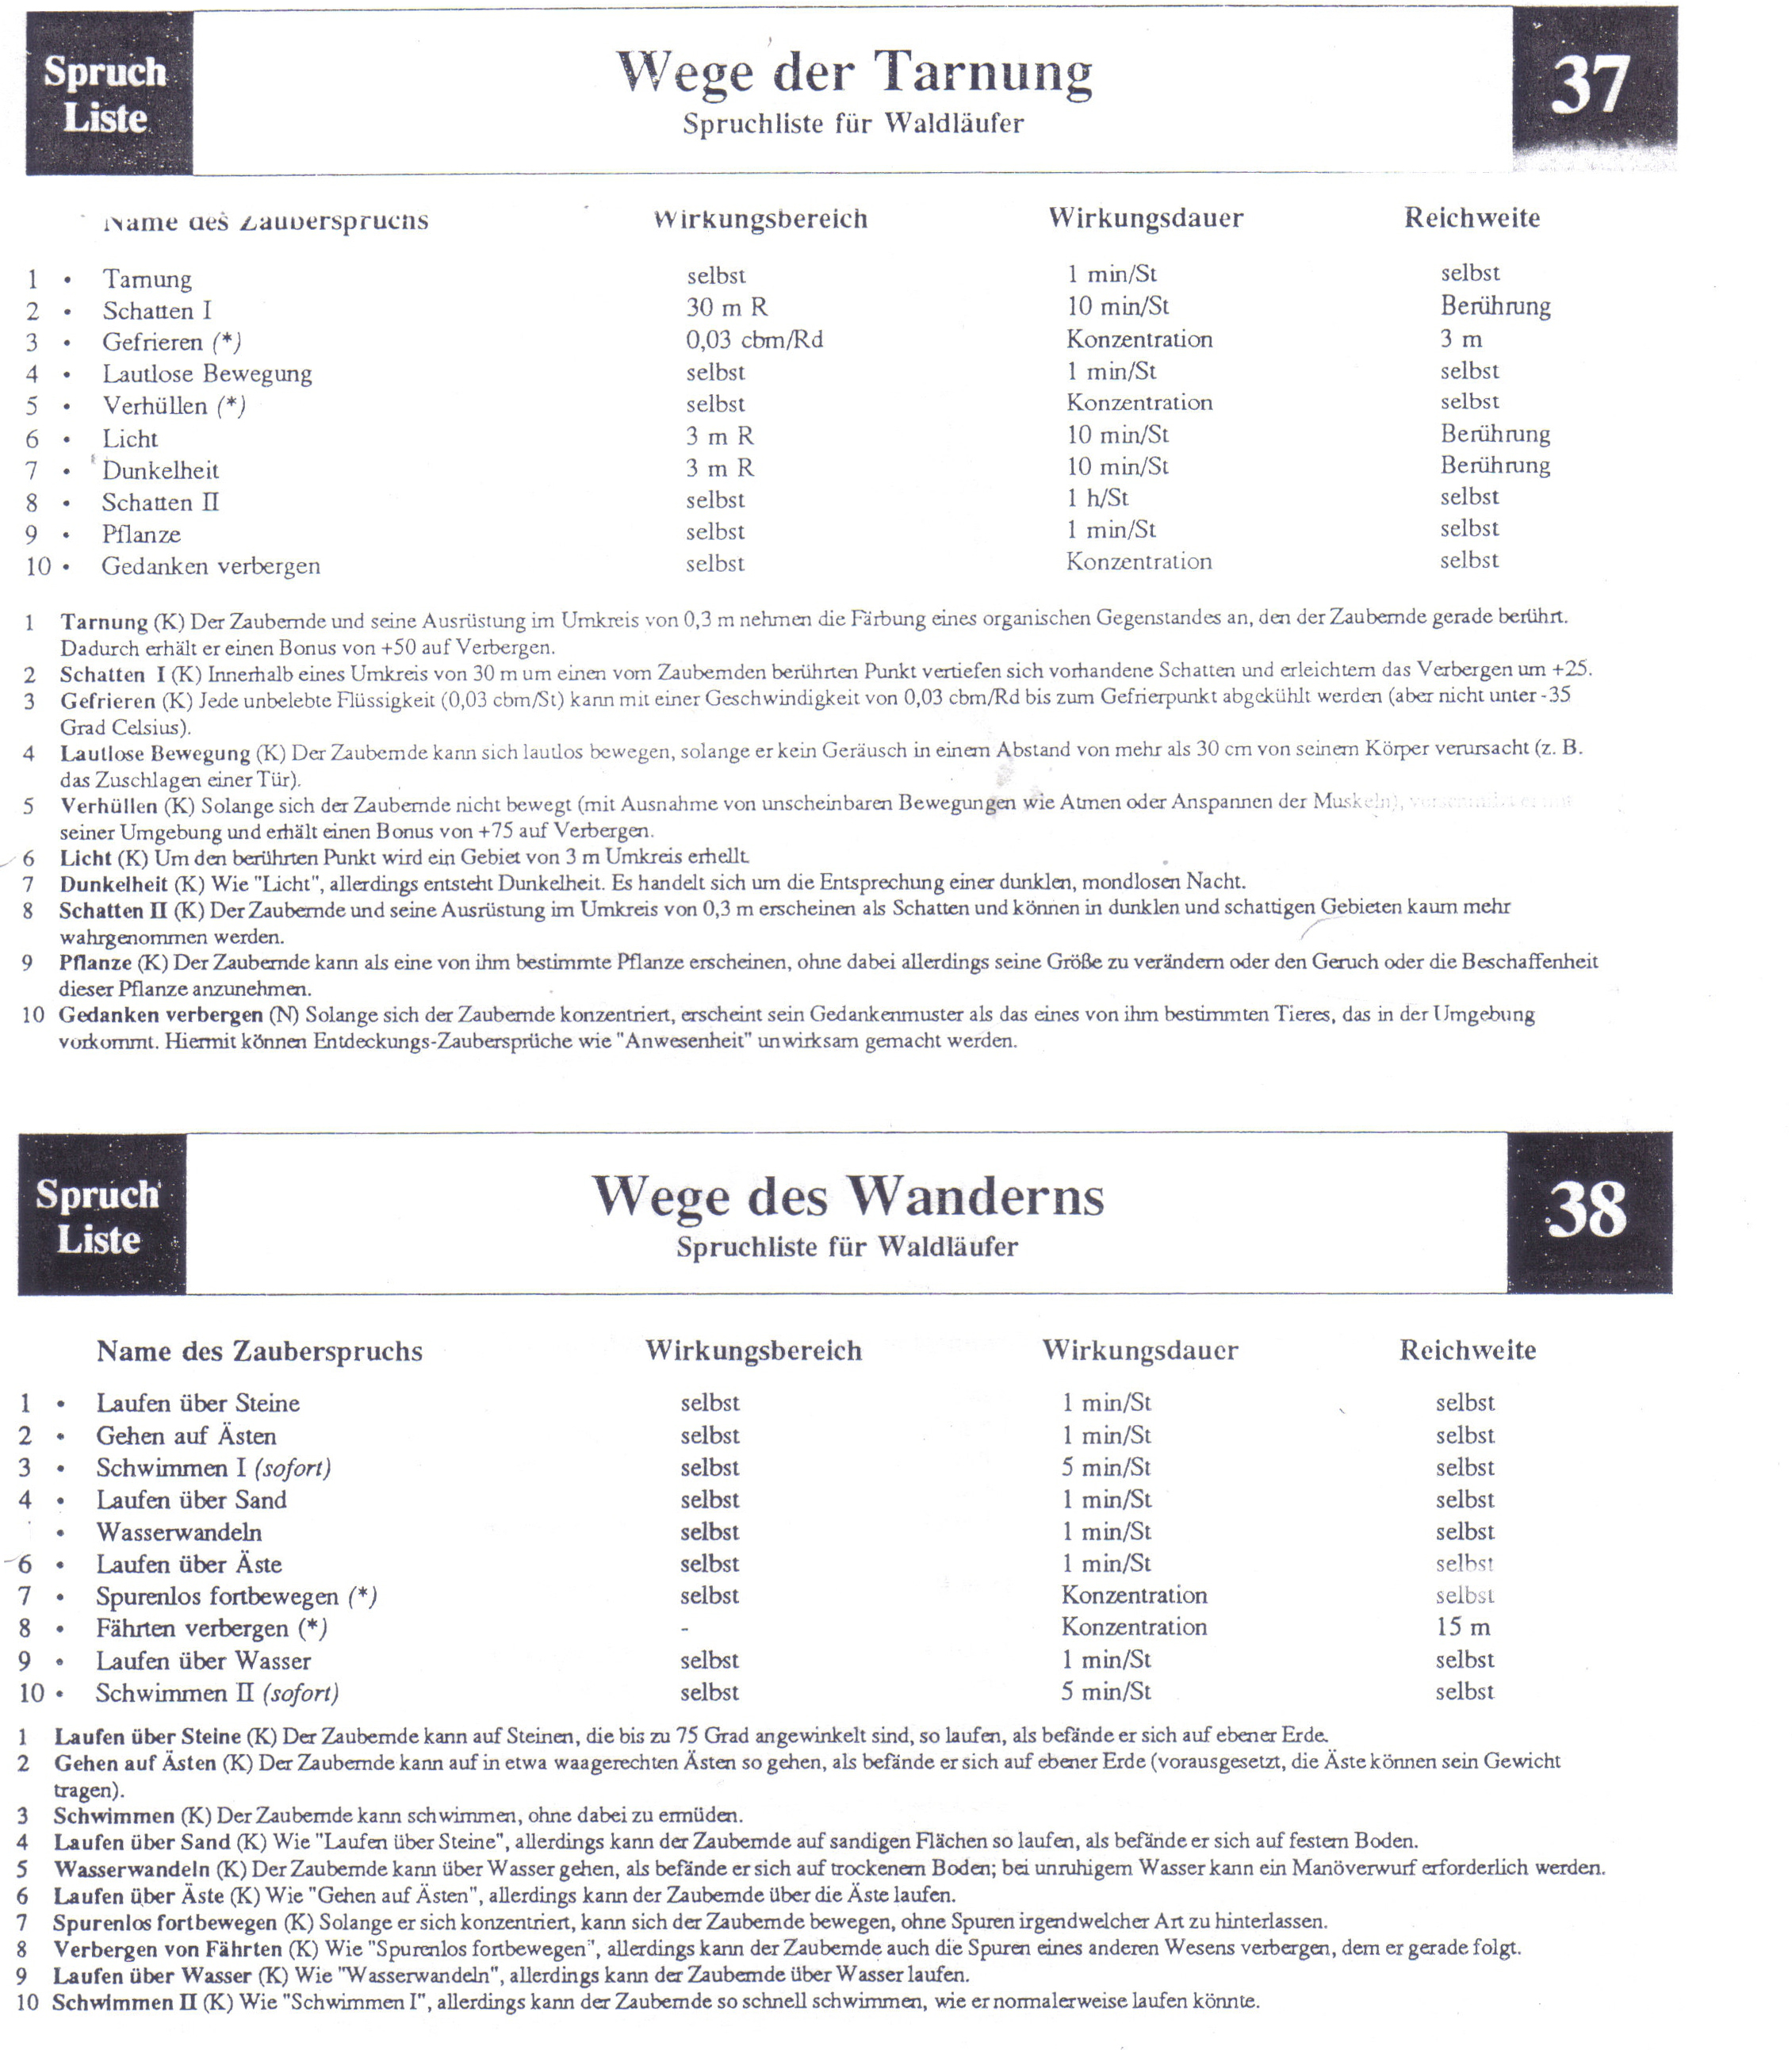 Spruch
Liste
Wege der Tarnung
Spruchliste für Waldläufer
37
Name des Zauberspruchs Wirkungsbereich Wirkungsdauer Reichweite
1 • Tarnung selbst 1 min/St selbst
2 • Schatten I 30 m R 10 min/St Berührung
3 • Gefrieren (*) 0,03 cbm/Rd Konzentration 3 m
4 • Lautlose Bewegung selbst 1 min/St selbst
5 • Verhüllen (*) selbst Konzentration selbst
6 • Licht 3 m R 10 min/St Berührung
7 • Dunkelheit 3 m R 10 min/St Berührung
8 • Schatten II selbst 1 h/St selbst
9 • Pflanze selbst 1 min/St selbst
10 • Gedanken verbergen selbst Konzentration selbst
1 Tarnung (K) Der Zaubernde und seine Ausrüstung im Umkreis von 0,3 m nehmen die Färbung eines organischen Gegenstandes an, den der Zaubernde gerade berührt.
Dadurch erhält er einen Bonus von +50 auf Verbergen.
2 Schatten I (K) Innerhalb eines Umkreis von 30 m um einen vom Zaubernden berührten Punkt vertiefen sich vorhandene Schatten und erleichtern das Verbergen um +25.
3 Gefrieren (K) Jede unbelebte Flüssigkeit (0,03 cbm/St) kann mit einer Geschwindigkeit von 0,03 cbm/Rd bis zum Gefrierpunkt abgekühlt werden (aber nicht unter -35
Grad Celsius).
4 Lautlose Bewegung (K) Der Zaubernde kann sich lautlos bewegen, solange er kein Geräusch in einem Abstand von mehr als 30 cm von seinem Körper verursacht (z. B.
das Zuschlagen einer Tür).
5 Verhüllen (K) Solange sich der Zaubernde nicht bewegt (mit Ausnahme von unscheinbaren Bewegungen wie Atmen oder Anspannen der Muskeln),
seiner Umgebung und erhält einen Bonus von +75 auf Verbergen.
6 Licht (K) Um den berührten Punkt wird ein Gebiet von 3 m Umkreis erhellt.
7 Dunkelheit (K) Wie "Licht", allerdings entsteht Dunkelheit. Es handelt sich um die Entsprechung einer dunklen, mondlosen Nacht.
8 Schatten II (K) Der Zaubernde und seine Ausrüstung im Umkreis von 0,3 m erscheinen als Schatten und können in dunklen und schattigen Gebieten kaum mehr
wahrgenommen werden.
9 Pflanze (K) Der Zaubernde kann als eine von ihm bestimmte Pflanze erscheinen, ohne dabei allerdings seine Größe zu verändern oder den Geruch oder die Beschaffenheit
dieser Pflanze anzunehmen.
10 Gedanken verbergen (N) Solange sich der Zaubernde konzentriert, erscheint sein Gedankenmuster als das eines von ihm bestimmten Tieres, das in der Umgebung
vorkommt. Hiermit können Entdeckungs-Zaubersprüche wie "Anwesenheit" unwirksam gemacht werden.
Spruch
Liste
Wege des Wanderns
Spruchliste für Waldläufer
38
Name des Zauberspruchs Wirkungsbereich Wirkungsdauer Reichweite
1 • Laufen über Steine selbst 1 min/St selbst
2 • Gehen auf Ästen selbst 1 min/St selbst
3 • Schwimmen I (sofort) selbst 5 min/St selbst
4 • Laufen über Sand selbst 1 min/St selbst
• Wasserwandeln selbst 1 min/St selbst
6 • Laufen über Äste selbst 1 min/St selbst
7 • Spurenlos fortbewegen (*) selbst Konzentration selbst
8 • Fährten verbergen (*) - Konzentration 15 m
9 • Laufen über Wasser selbst 1 min/St selbst
10 • Schwimmen II (sofort) selbst 5 min/St selbst
1 Laufen über Steine (K) Der Zaubernde kann auf Steinen, die bis zu 75 Grad angewinkelt sind, so laufen, als befände er sich auf ebener Erde.
2 Gehen auf Ästen (K) Der Zaubernde kann auf in etwa waagerechten Ästen so gehen, als befände er sich auf ebener Erde (vorausgesetzt, die Äste können sein Gewicht
tragen).
3 Schwimmen (K) Der Zaubernde kann schwimmen, ohne dabei zu ermüden.
4 Laufen über Sand (K) Wie "Laufen über Steine", allerdings kann der Zaubernde auf sandigen Flächen so laufen, als befände er sich auf festem Boden.
5 Wasserwandeln (K) Der Zaubernde kann über Wasser gehen, als befände er sich auf trockenem Boden; bei unruhigem Wasser kann ein Manöverwurf erforderlich werden.
6 Laufen über Äste (K) Wie "Gehen auf Ästen", allerdings kann der Zaubernde über die Äste laufen.
7 Spurenlos fortbewegen (K) Solange er sich konzentriert, kann sich der Zaubernde bewegen, ohne Spuren irgendwelcher Art zu hinterlassen.
8 Verbergen von Fährten (K) Wie "Spurenlos fortbewegen", allerdings kann der Zaubernde auch die Spuren eines anderen Wesens verbergen, dem er gerade folgt.
9 Laufen über Wasser (K) Wie "Wasserwandeln", allerdings kann der Zaubernde über Wasser laufen.
10 Schwimmen II (K) Wie "Schwimmen I", allerdings kann der Zaubernde so schnell schwimmen, wie er normalerweise laufen könnte.